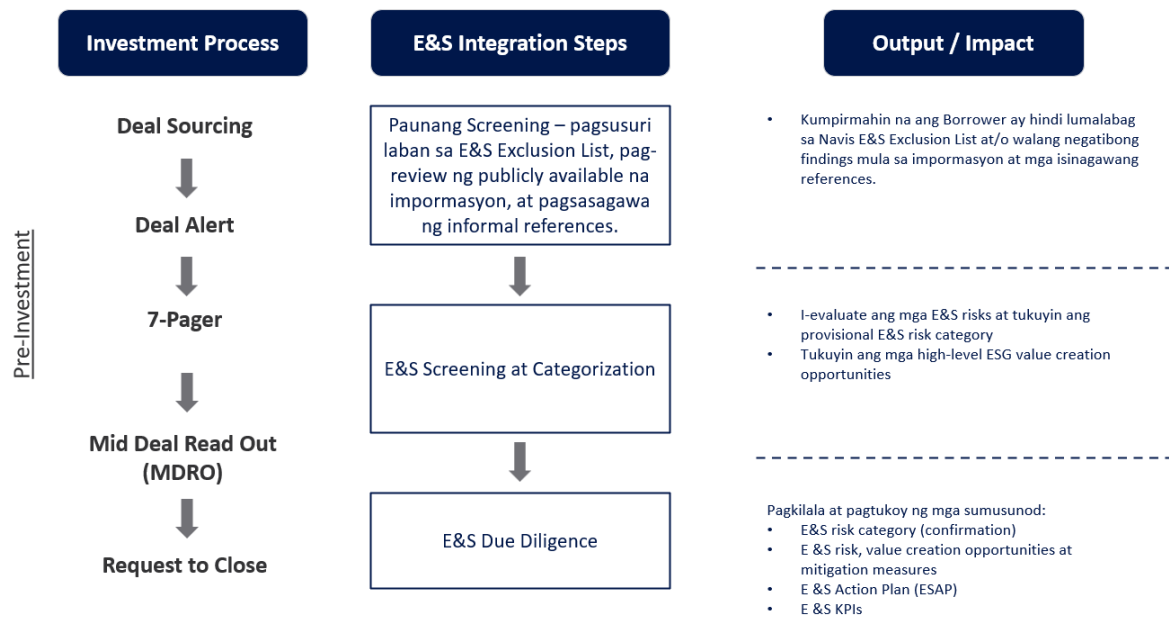 Investment Process
E&S Integration Steps
Output / Impact
Pre-Investment
Deal Sourcing
Deal Alert
7-Pager
Mid Deal Read Out
(MDRO)
Request to Close
Paunang Screening – pagsusuri
laban sa E&S Exclusion List, pag-
review ng publicly available na
impormasyon, at pagsasagawa
ng informal references.
E&S Screening at Categorization
E&S Due Diligence
• Kumpirmahin na ang Borrower ay hindi lumalabag
sa Navis E&S Exclusion List at/o walang negatibong
findings mula sa impormasyon at mga isinagawang
references.
• I-evaluate ang mga E&S risks at tukuyin ang
provisional E&S risk category
• Tukuyin ang mga high-level ESG value creation
opportunities
Pagkilala at pagtukoy ng mga sumusunod:
• E&S risk category (confirmation)
• E &S risk, value creation opportunities at
mitigation measures
• E &S Action Plan (ESAP)
• E &S KPIs